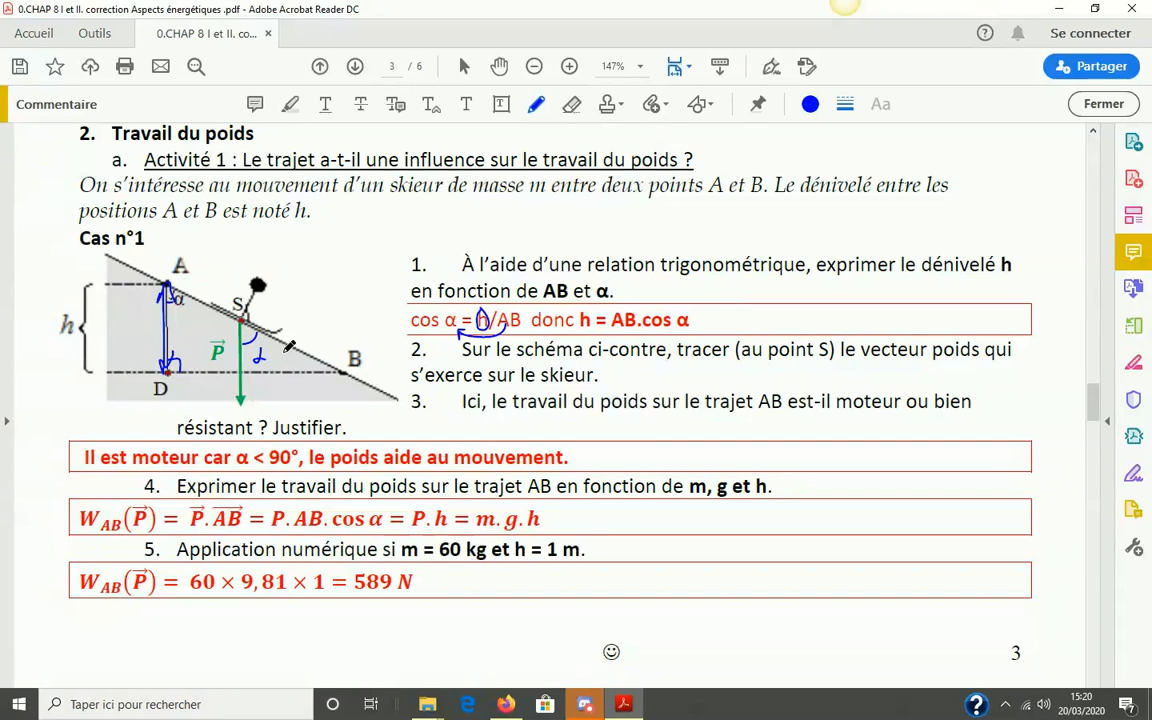 0.CHAP 8 I et II. correction Aspects énergétiques .pdf - Adobe Acrobat Reader DC
Accueil Outils 0.CHAP 8 I et II. co... × Se connecter
3 / 6 147% Partager
Commentaire Aa Fermer
2. Travail du poids
a. Activité 1 : Le trajet a-t-il une influence sur le travail du poids ?
On s’intéresse au mouvement d’un skieur de masse m entre deux points A et B. Le dénivelé entre les
positions A et B est noté h.
Cas n°1
A
α
S
h
P
α
B
D
1. À l’aide d’une relation trigonométrique, exprimer le dénivelé h
en fonction de AB et α.
cos α = h/AB donc h = AB.cos α
2. Sur le schéma ci-contre, tracer (au point S) le vecteur poids qui
s’exerce sur le skieur.
3. Ici, le travail du poids sur le trajet AB est-il moteur ou bien
résistant ? Justifier.
Il est moteur car α < 90°, le poids aide au mouvement.
4. Exprimer le travail du poids sur le trajet AB en fonction de m, g et h.
W_AB(P⃗) = P⃗.AB⃗ = P.AB.cos α = P.h = m.g.h
5. Application numérique si m = 60 kg et h = 1 m.
W_AB(P⃗) = 60 × 9,81 × 1 = 589 N
3
Taper ici pour rechercher
15:20
20/03/2020
7